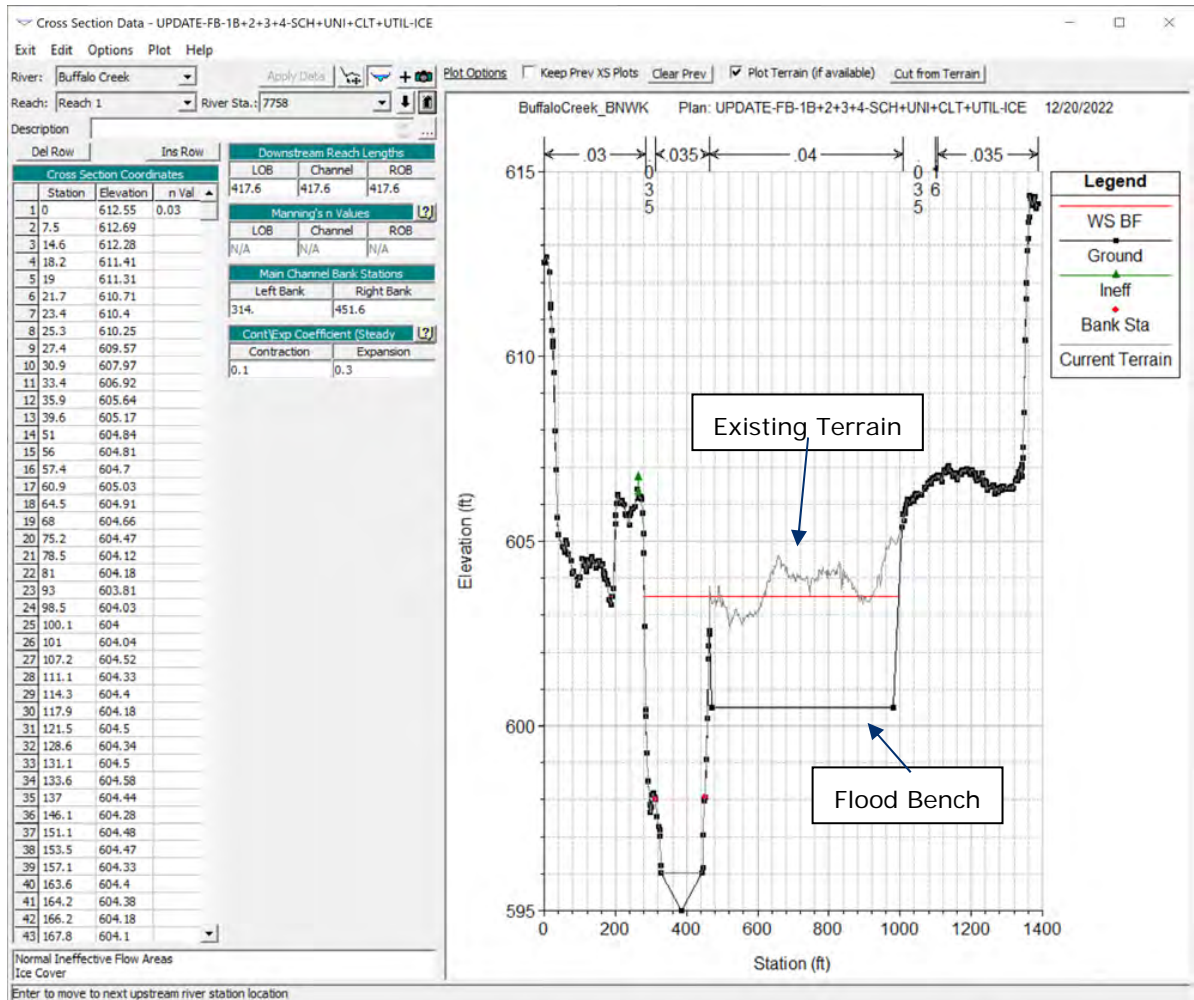 Cross Section Data - UPDATE-FB-1B+2+3+4-SCH+UNI+CLT+UTIL-ICE
Exit Edit Options Plot Help
River: Buffalo Creek Apply Data
Plot Options Keep Prev XS Plots Clear Prev Plot Terrain (if available) Cut from Terrain
Reach: Reach 1 River Sta.: 7758
Description ...
Del Row Ins Row
Cross Section Coordinates
Station Elevation n Val
1 0 612.55 0.03
2 7.5 612.69
3 14.6 612.28
4 18.2 611.41
5 19 611.31
6 21.7 610.71
7 23.4 610.4
8 25.3 610.25
9 27.4 609.57
10 30.9 607.97
11 33.4 606.92
12 35.9 605.64
13 39.6 605.17
14 51 604.84
15 56 604.81
16 57.4 604.7
17 60.9 605.03
18 64.5 604.91
19 68 604.66
20 75.2 604.47
21 78.5 604.12
22 81 604.18
23 93 603.81
24 98.5 604.03
25 100.1 604
26 101 604.04
27 107.2 604.52
28 111.1 604.33
29 114.3 604.4
30 117.9 604.18
31 121.5 604.5
32 128.6 604.34
33 131.1 604.5
34 133.6 604.58
35 137 604.44
36 146.1 604.28
37 151.1 604.48
38 153.5 604.47
39 157.1 604.33
40 163.6 604.4
41 164.2 604.38
42 166.2 604.18
43 167.8 604.1
Downstream Reach Lengths
LOB Channel ROB
417.6 417.6 417.6
Manning's n Values ?
LOB Channel ROB
N/A N/A N/A
Main Channel Bank Stations
Left Bank Right Bank
314. 451.6
Cont\Exp Coefficient (Steady ?
Contraction Expansion
0.1 0.3
BuffaloCreek_BNWK Plan: UPDATE-FB-1B+2+3+4-SCH+UNI+CLT+UTIL-ICE 12/20/2022
.03 .035 .035 .04 .035 .06 .035
615
610
605
600
595
Elevation (ft)
0 200 400 600 800 1000 1200 1400
Station (ft)
Existing Terrain
Flood Bench
Legend
WS BF
Ground
Ineff
Bank Sta
Current Terrain
Normal Ineffective Flow Areas
Ice Cover
Enter to move to next upstream river station location